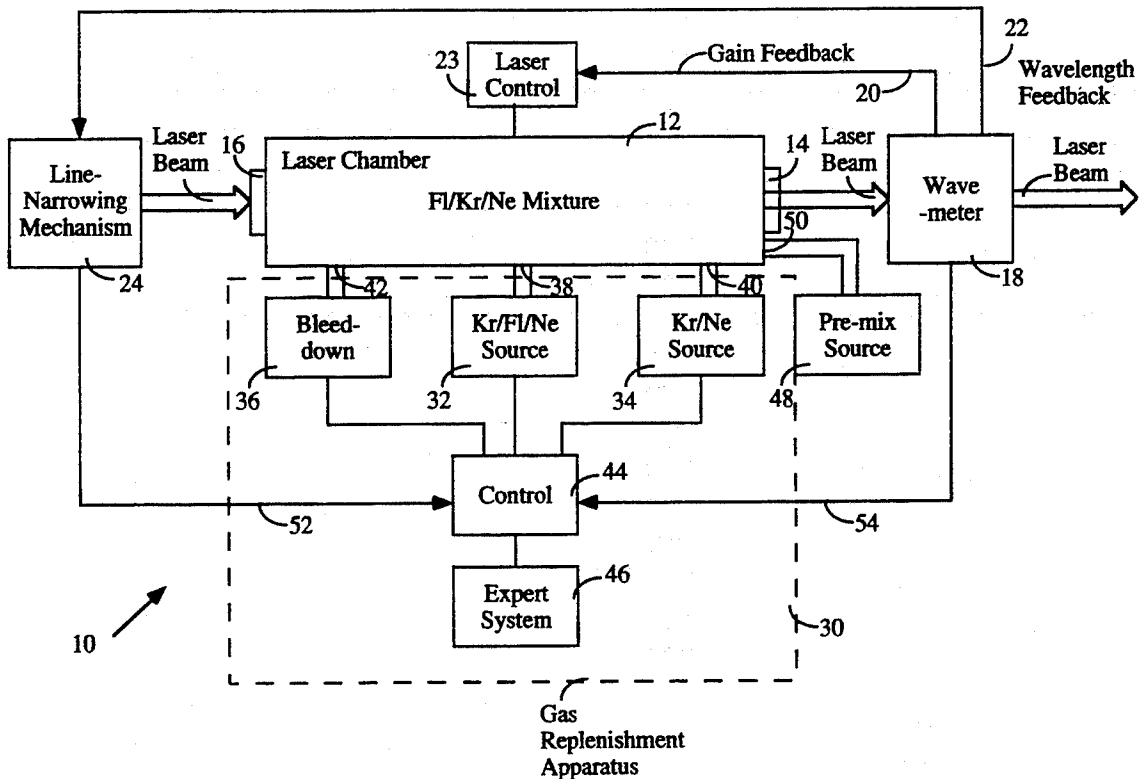 22
Wavelength
Feedback
Gain Feedback
20
23
Laser
Control
12
Laser
Beam
16
Laser Chamber
Fl/Kr/Ne Mixture
14
Laser
Beam
Laser
Beam
Line-
Narrowing
Mechanism
24
Wave
-meter
18
50
42
38
40
Bleed-
down
36
Kr/Fl/Ne
Source
32
Kr/Ne
Source
34
Pre-mix
Source
48
Control
44
52
54
Expert
System
46
10
30
Gas
Replenishment
Apparatus